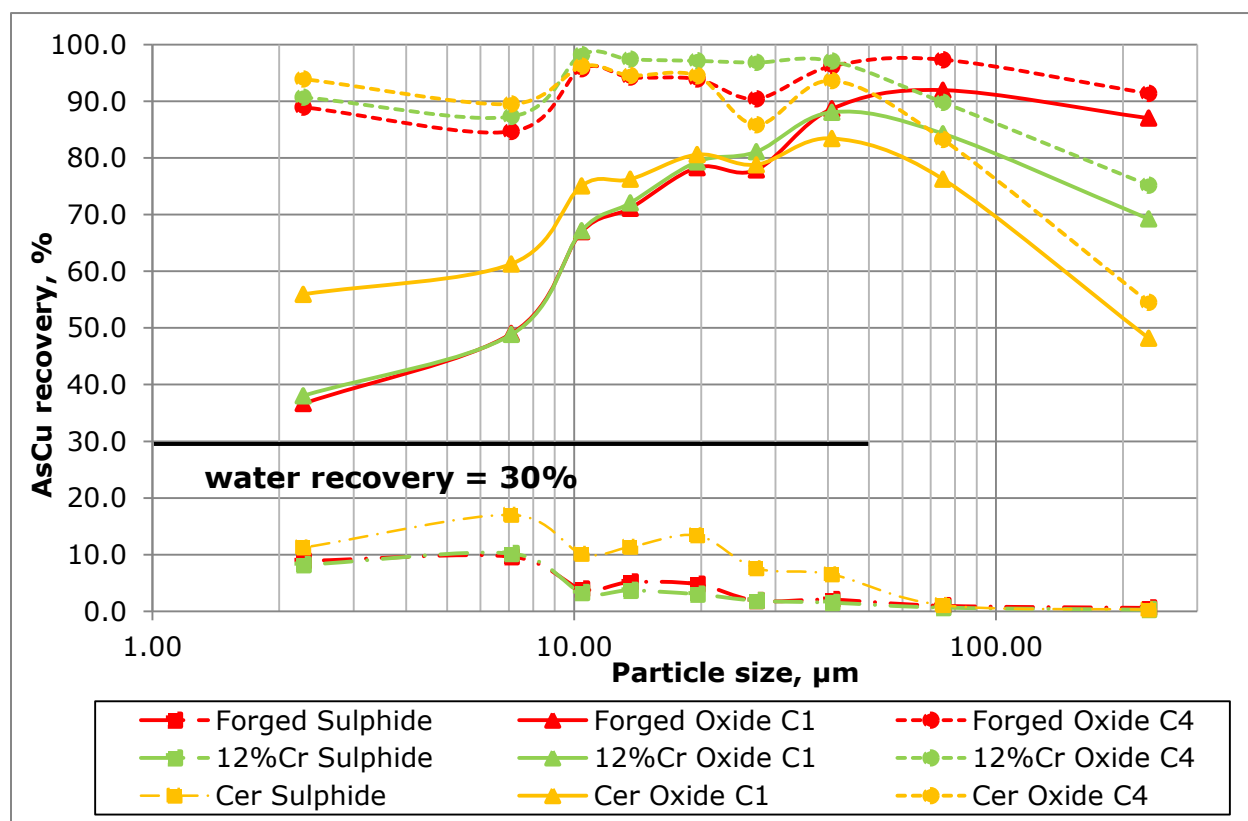 100.0
90.0
80.0
70.0
60.0
50.0
40.0
30.0
20.0
10.0
0.0
AsCu recovery, %
water recovery = 30%
1.00 10.00 100.00
Particle size, µm
Forged Sulphide Forged Oxide C1 Forged Oxide C4
12%Cr Sulphide 12%Cr Oxide C1 12%Cr Oxide C4
Cer Sulphide Cer Oxide C1 Cer Oxide C4